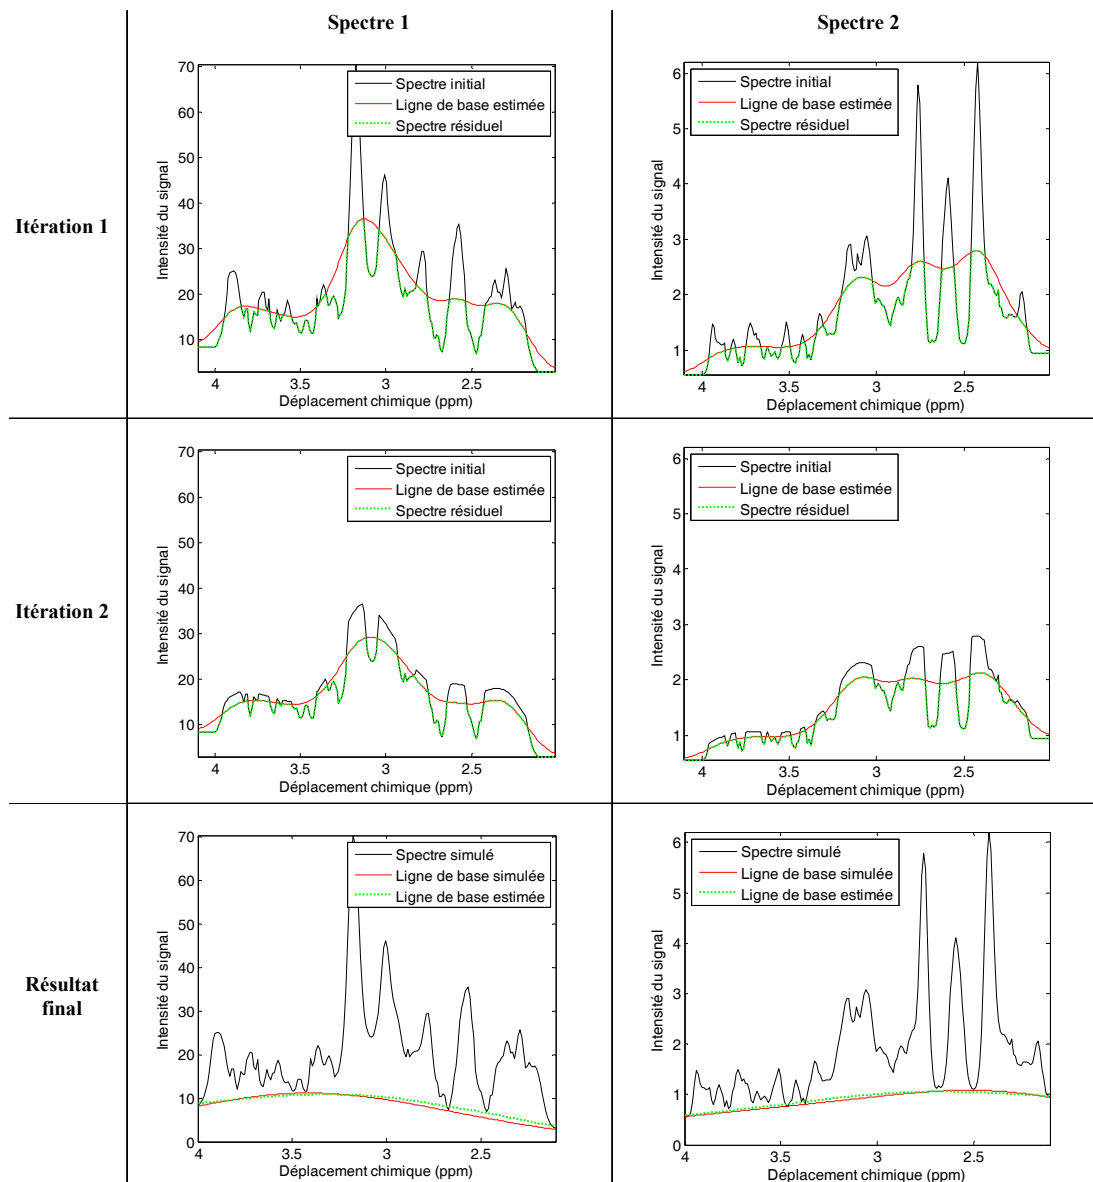 Spectre 1
Spectre 2
Itération 1
70
60
50
40
30
20
10
4
3.5
3
2.5
Intensité du signal
Déplacement chimique (ppm)
Spectre initial
Ligne de base estimée
Spectre résiduel
6
5
4
3
2
1
4
3.5
3
2.5
Intensité du signal
Déplacement chimique (ppm)
Spectre initial
Ligne de base estimée
Spectre résiduel
Itération 2
70
60
50
40
30
20
10
4
3.5
3
2.5
Intensité du signal
Déplacement chimique (ppm)
Spectre initial
Ligne de base estimée
Spectre résiduel
6
5
4
3
2
1
4
3.5
3
2.5
Intensité du signal
Déplacement chimique (ppm)
Spectre initial
Ligne de base estimée
Spectre résiduel
Résultat
final
70
60
50
40
30
20
10
0
4
3.5
3
2.5
Intensité du signal
Déplacement chimique (ppm)
Spectre simulé
Ligne de base simulée
Ligne de base estimée
6
5
4
3
2
1
0
4
3.5
3
2.5
Intensité du signal
Déplacement chimique (ppm)
Spectre simulé
Ligne de base simulée
Ligne de base estimée